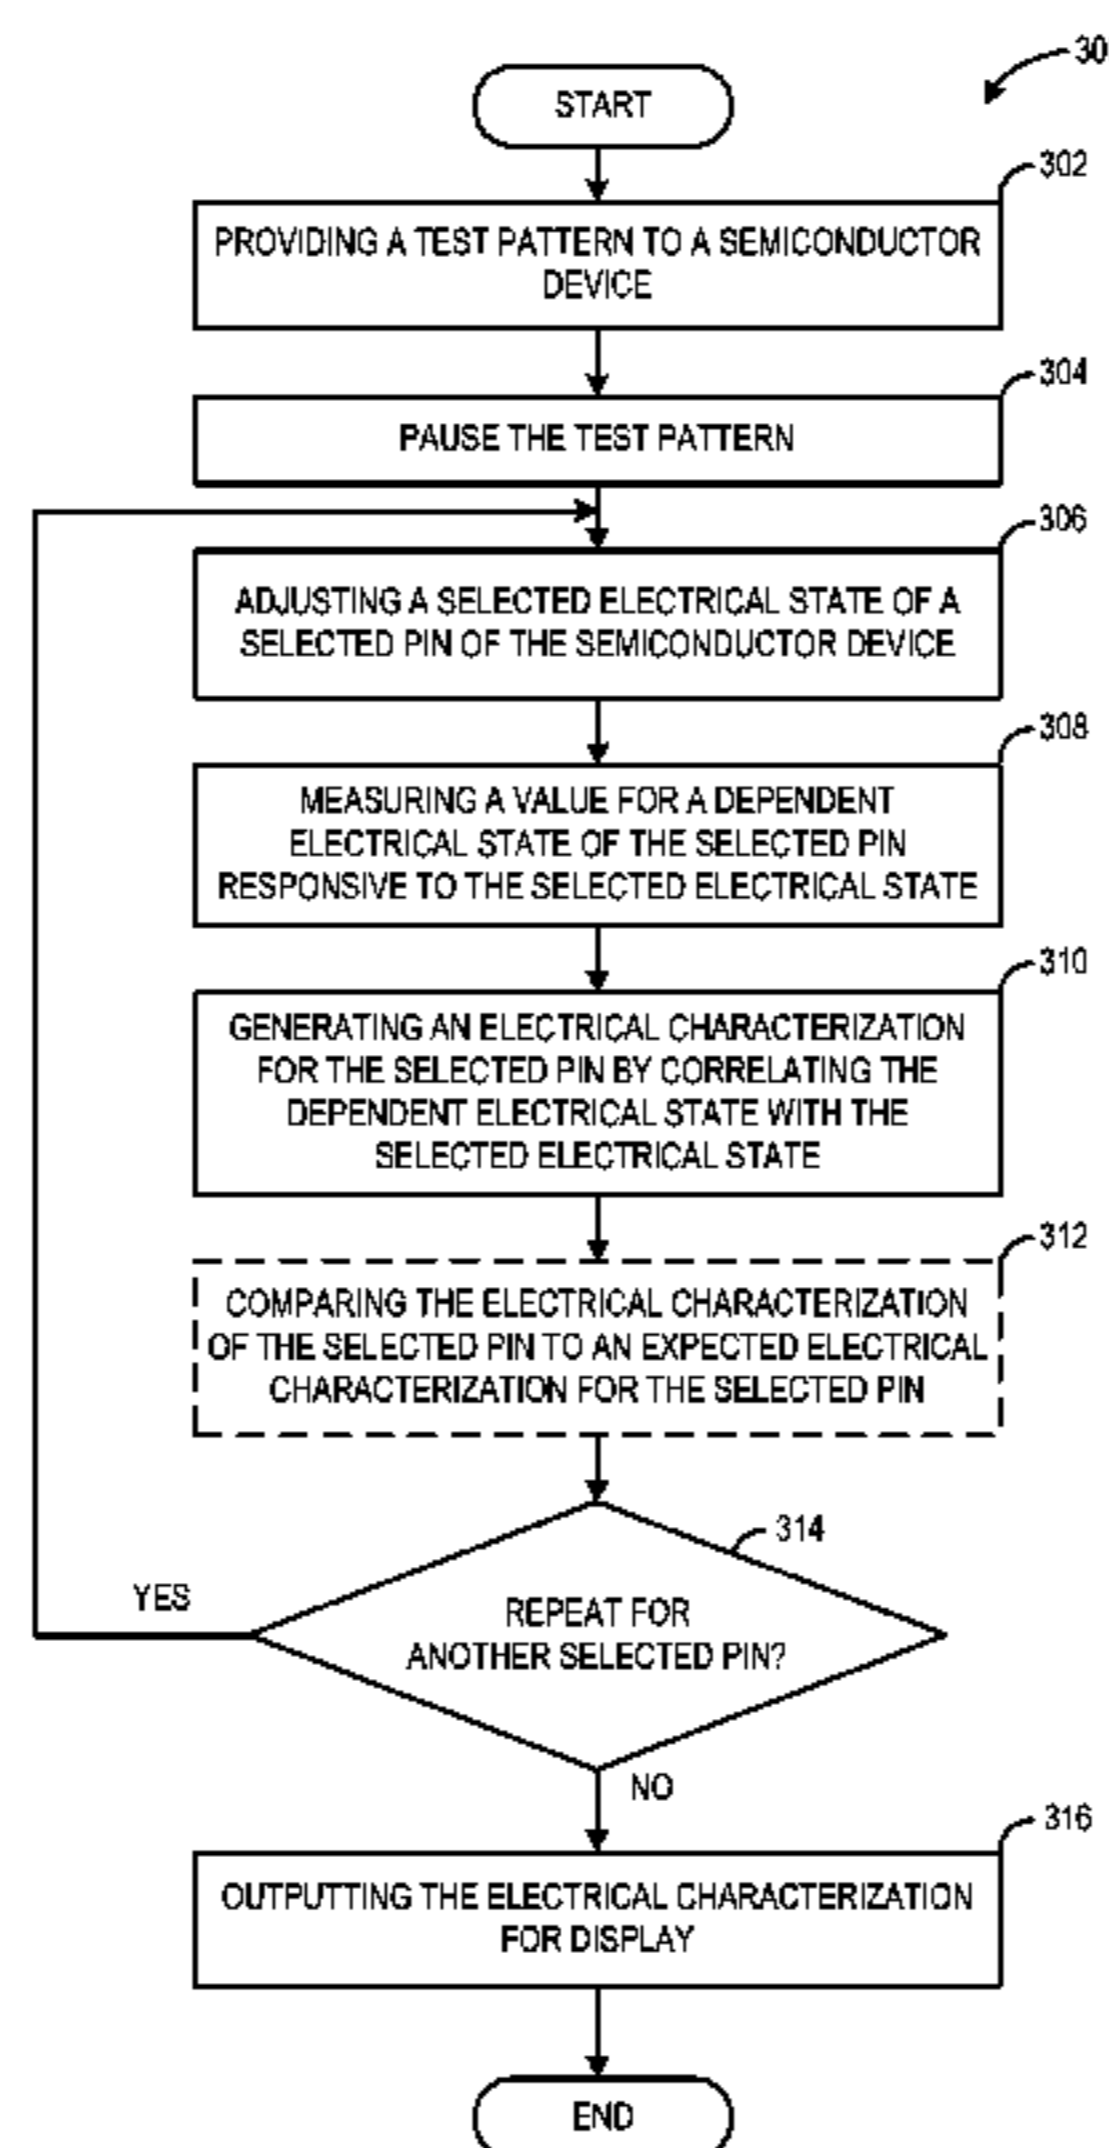 30
START
302
PROVIDING A TEST PATTERN TO A SEMICONDUCTOR
DEVICE
304
PAUSE THE TEST PATTERN
306
ADJUSTING A SELECTED ELECTRICAL STATE OF A
SELECTED PIN OF THE SEMICONDUCTOR DEVICE
308
MEASURING A VALUE FOR A DEPENDENT
ELECTRICAL STATE OF THE SELECTED PIN
RESPONSIVE TO THE SELECTED ELECTRICAL STATE
310
GENERATING AN ELECTRICAL CHARACTERIZATION
FOR THE SELECTED PIN BY CORRELATING THE
DEPENDENT ELECTRICAL STATE WITH THE
SELECTED ELECTRICAL STATE
312
COMPARING THE ELECTRICAL CHARACTERIZATION
OF THE SELECTED PIN TO AN EXPECTED ELECTRICAL
CHARACTERIZATION FOR THE SELECTED PIN
314
YES
REPEAT FOR
ANOTHER SELECTED PIN?
NO
316
OUTPUTTING THE ELECTRICAL CHARACTERIZATION
FOR DISPLAY
END